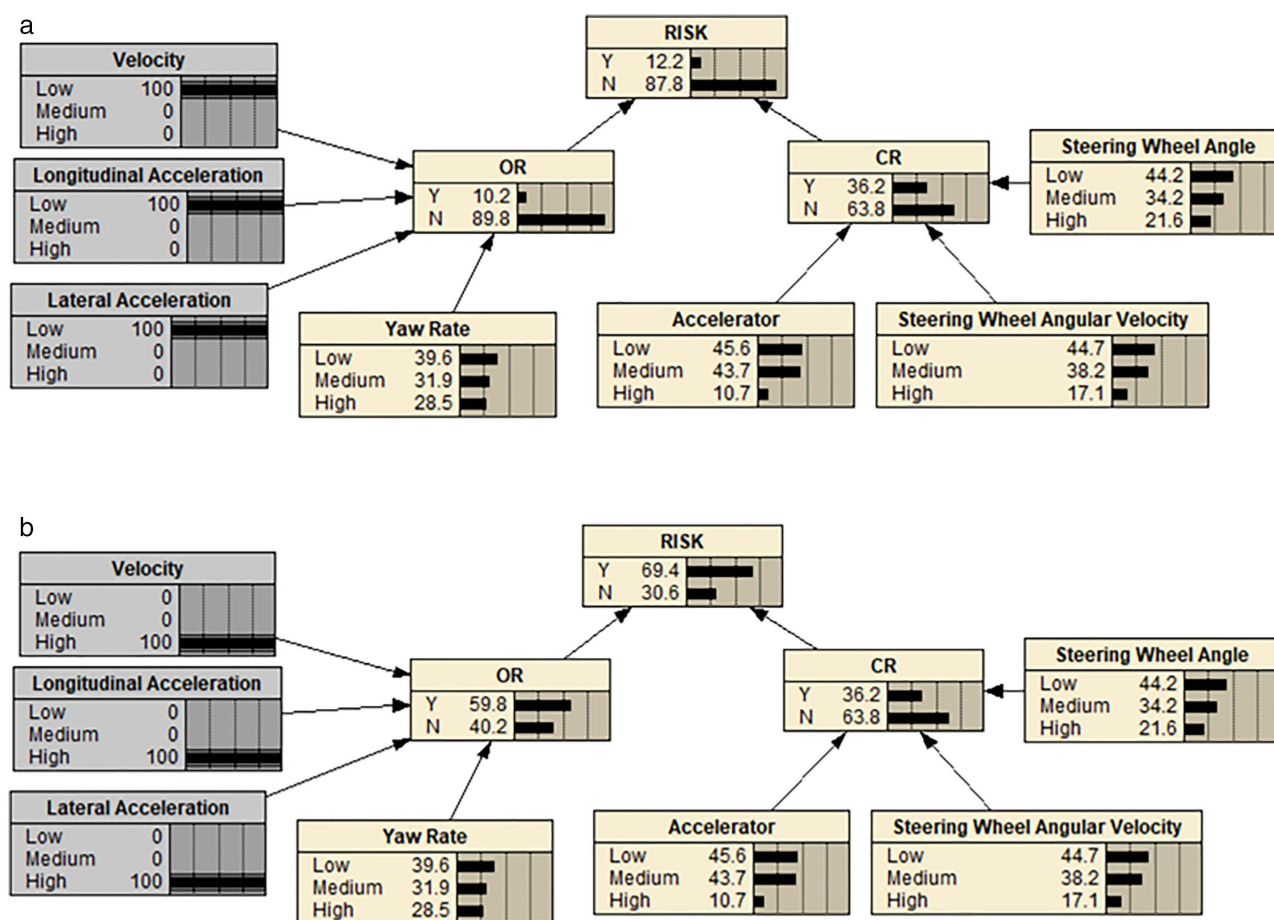 a
RISK
Y 12.2
N 87.8
Velocity
Low 100
Medium 0
High 0
Longitudinal Acceleration
Low 100
Medium 0
High 0
Lateral Acceleration
Low 100
Medium 0
High 0
OR
Y 10.2
N 89.8
Yaw Rate
Low 39.6
Medium 31.9
High 28.5
CR
Y 36.2
N 63.8
Steering Wheel Angle
Low 44.2
Medium 34.2
High 21.6
Accelerator
Low 45.6
Medium 43.7
High 10.7
Steering Wheel Angular Velocity
Low 44.7
Medium 38.2
High 17.1
b
RISK
Y 69.4
N 30.6
Velocity
Low 0
Medium 0
High 100
Longitudinal Acceleration
Low 0
Medium 0
High 100
Lateral Acceleration
Low 0
Medium 0
High 100
OR
Y 59.8
N 40.2
Yaw Rate
Low 39.6
Medium 31.9
High 28.5
CR
Y 36.2
N 63.8
Steering Wheel Angle
Low 44.2
Medium 34.2
High 21.6
Accelerator
Low 45.6
Medium 43.7
High 10.7
Steering Wheel Angular Velocity
Low 44.7
Medium 38.2
High 17.1